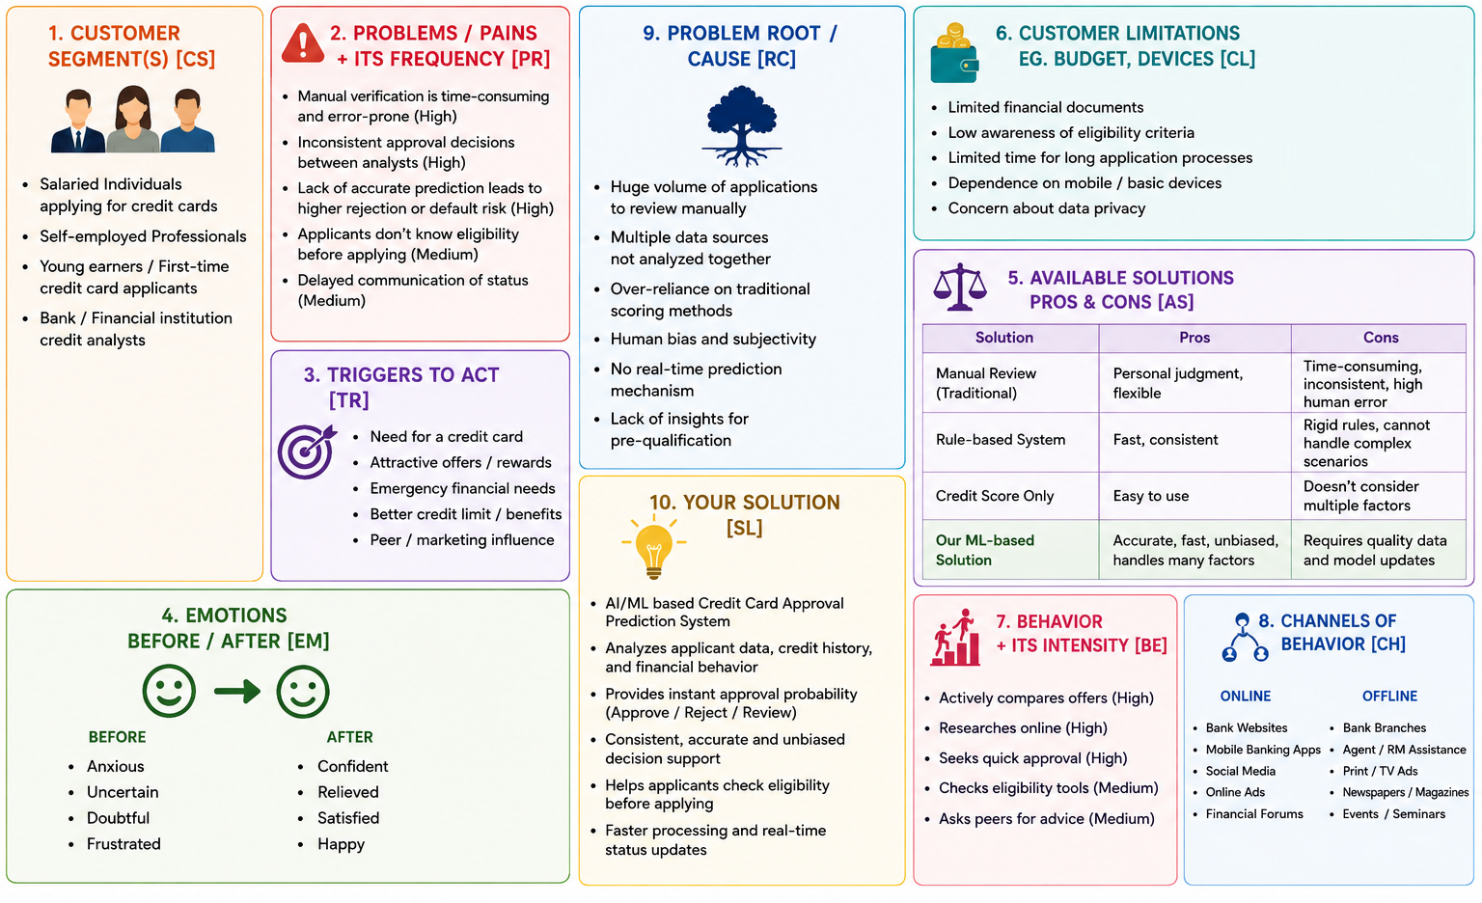 1. CUSTOMER
SEGMENT(S) [CS]
• Salaried Individuals
applying for credit cards
• Self-employed Professionals
• Young earners / First-time
credit card applicants
• Bank / Financial institution
credit analysts
2. PROBLEMS / PAINS
+ ITS FREQUENCY [PR]
• Manual verification is time-consuming
and error-prone (High)
• Inconsistent approval decisions
between analysts (High)
• Lack of accurate prediction leads to
higher rejection or default risk (High)
• Applicants don't know eligibility
before applying (Medium)
• Delayed communication of status
(Medium)
3. TRIGGERS TO ACT
[TR]
• Need for a credit card
• Attractive offers / rewards
• Emergency financial needs
• Better credit limit / benefits
• Peer / marketing influence
4. EMOTIONS
BEFORE / AFTER [EM]
BEFORE
• Anxious
• Uncertain
• Doubtful
• Frustrated
AFTER
• Confident
• Relieved
• Satisfied
• Happy
9. PROBLEM ROOT /
CAUSE [RC]
• Huge volume of applications
to review manually
• Multiple data sources
not analyzed together
• Over-reliance on traditional
scoring methods
• Human bias and subjectivity
• No real-time prediction
mechanism
• Lack of insights for
pre-qualification
10. YOUR SOLUTION
[SL]
• AI/ML based Credit Card Approval
Prediction System
• Analyzes applicant data, credit history,
and financial behavior
• Provides instant approval probability
(Approve / Reject / Review)
• Consistent, accurate and unbiased
decision support
• Helps applicants check eligibility
before applying
• Faster processing and real-time
status updates
6. CUSTOMER LIMITATIONS
EG. BUDGET, DEVICES [CL]
• Limited financial documents
• Low awareness of eligibility criteria
• Limited time for long application processes
• Dependence on mobile / basic devices
• Concern about data privacy
5. AVAILABLE SOLUTIONS
PROS & CONS [AS]
Solution
Pros
Cons
Manual Review
(Traditional)
Personal judgment,
flexible
Time-consuming,
inconsistent, high
human error
Rule-based System
Fast, consistent
Rigid rules, cannot
handle complex
scenarios
Credit Score Only
Easy to use
Doesn't consider
multiple factors
Our ML-based
Solution
Accurate, fast, unbiased,
handles many factors
Requires quality data
and model updates
7. BEHAVIOR
+ ITS INTENSITY [BE]
• Actively compares offers (High)
• Researches online (High)
• Seeks quick approval (High)
• Checks eligibility tools (Medium)
• Asks peers for advice (Medium)
8. CHANNELS OF
BEHAVIOR [CH]
ONLINE
• Bank Websites
• Mobile Banking Apps
• Social Media
• Online Ads
• Financial Forums
OFFLINE
• Bank Branches
• Agent / RM Assistance
• Print / TV Ads
• Newspapers / Magazines
• Events / Seminars